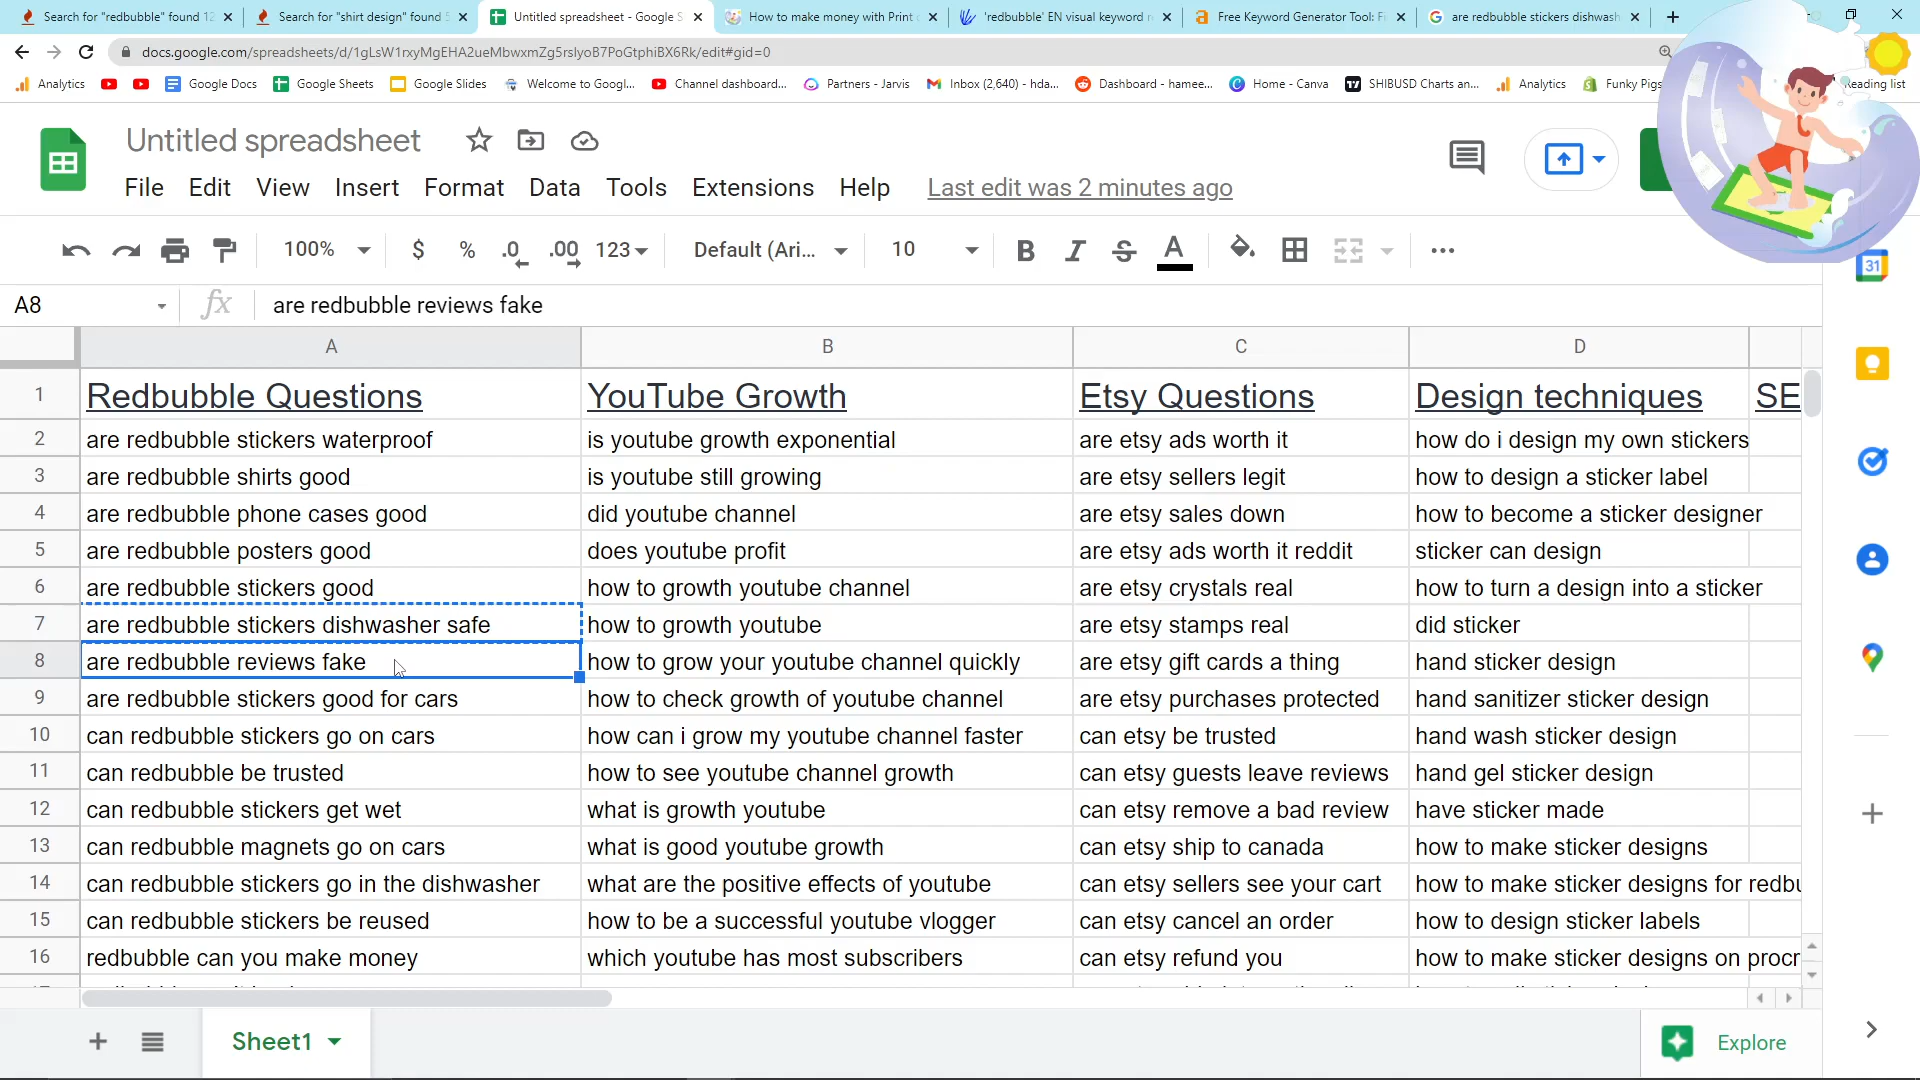 Search for "redbubble" found 12
Search for "shirt design" found
Untitled spreadsheet - Google S
How to make money with Print
'redbubble' EN visual keyword
Free Keyword Generator Tool: Fi
are redbubble stickers dishwash
docs.google.com/spreadsheets/d/1gLsW1rxyMgEHA2ueMbwxmZg5rslyoB7PoGtphiBX6Rk/edit#gid=0
Analytics
Google Docs
Google Sheets
Google Slides
Welcome to Googl...
Channel dashboard...
Partners - Jarvis
Inbox (2,640) - hda...
Dashboard - hamee...
Home - Canva
SHIBUSD Charts an...
Analytics
Funky Pigs
Reading list
Untitled spreadsheet
File Edit View Insert Format Data Tools Extensions Help Last edit was 2 minutes ago
100% $ % .0 .00 123 Default (Ari... 10 B I S A
31
A8 fx are redbubble reviews fake
A B C D
1 Redbubble Questions YouTube Growth Etsy Questions Design techniques SE
2 are redbubble stickers waterproof is youtube growth exponential are etsy ads worth it how do i design my own stickers
3 are redbubble shirts good is youtube still growing are etsy sellers legit how to design a sticker label
4 are redbubble phone cases good did youtube channel are etsy sales down how to become a sticker designer
5 are redbubble posters good does youtube profit are etsy ads worth it reddit sticker can design
6 are redbubble stickers good how to growth youtube channel are etsy crystals real how to turn a design into a sticker
7 are redbubble stickers dishwasher safe how to growth youtube are etsy stamps real did sticker
8 are redbubble reviews fake how to grow your youtube channel quickly are etsy gift cards a thing hand sticker design
9 are redbubble stickers good for cars how to check growth of youtube channel are etsy purchases protected hand sanitizer sticker design
10 can redbubble stickers go on cars how can i grow my youtube channel faster can etsy be trusted hand wash sticker design
11 can redbubble be trusted how to see youtube channel growth can etsy guests leave reviews hand gel sticker design
12 can redbubble stickers get wet what is growth youtube can etsy remove a bad review have sticker made
13 can redbubble magnets go on cars what is good youtube growth can etsy ship to canada how to make sticker designs
14 can redbubble stickers go in the dishwasher what are the positive effects of youtube can etsy sellers see your cart how to make sticker designs for redbu
15 can redbubble stickers be reused how to be a successful youtube vlogger can etsy cancel an order how to design sticker labels
16 redbubble can you make money which youtube has most subscribers can etsy refund you how to make sticker designs on procr
Sheet1
Explore